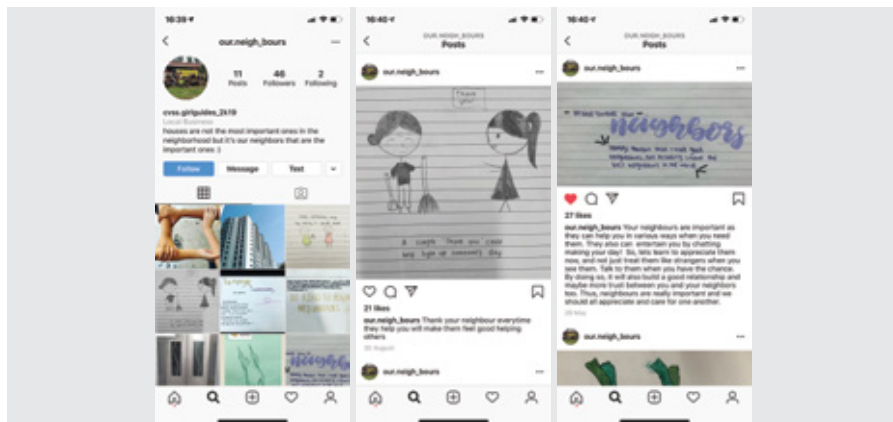 16:39
our.neigh_bours
11 46 2
Posts Followers Following
cvss.girlguides_2k19
Local Business
houses are not the most important ones in the
neighborhood but it's our neighbors that are the
important ones :)
Follow Message Text
16:40
OUR.NEIGH_BOURS
Posts
our.neigh_bours
Thank
you!
A simple Thank you could
21 likes
our.neigh_bours Thank your neighbour everytime
they help you will make them feel good helping
others
August
our.neigh_bours
16:40
OUR.NEIGH_BOURS
Posts
our.neigh_bours
neighbors
27 likes
our.neigh_bours Your neighbours are important as
they can help you in various ways when you need
them. They also can entertain you by chatting
making your day! So, lets learn to appreciate them
now, and not just treat them like strangers when you
see them. Talk to them when you have the chance.
By doing so, it will also build a good relationship and
maybe more trust between you and your neighbors
too. Thus, neighbours are really important and we
should all appreciate and care for one another.
May
our.neigh_bours